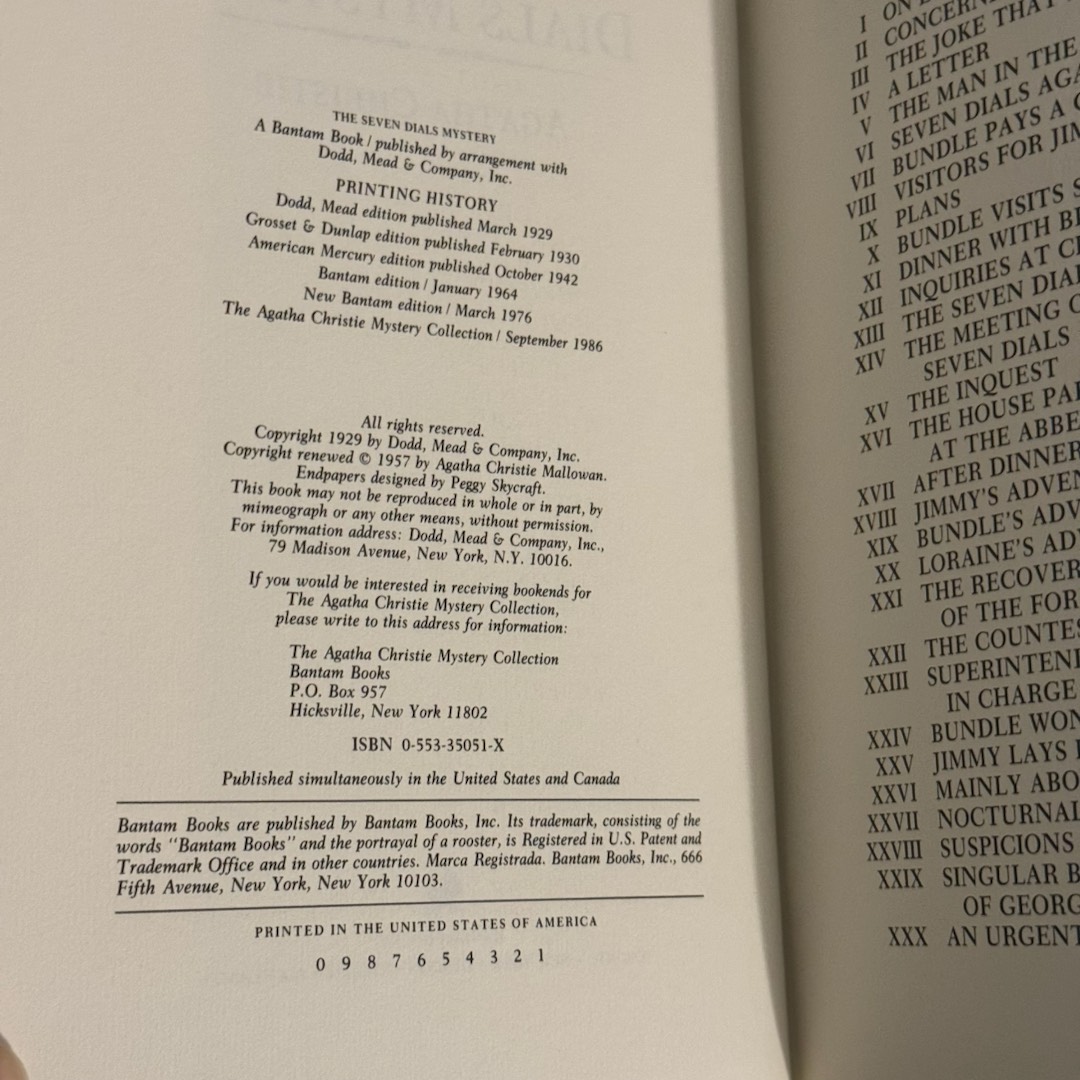 THE SEVEN DIALS MYSTERY
A Bantam Book / published by arrangement with
Dodd, Mead & Company, Inc.
PRINTING HISTORY
Dodd, Mead edition published March 1929
Grosset & Dunlap edition published February 1930
American Mercury edition published October 1942
Bantam edition / January 1964
New Bantam edition / March 1976
The Agatha Christie Mystery Collection / September 1986
All rights reserved.
Copyright 1929 by Dodd, Mead & Company, Inc.
Copyright renewed © 1957 by Agatha Christie Mallowan.
Endpapers designed by Peggy Skycraft.
This book may not be reproduced in whole or in part, by
mimeograph or any other means, without permission.
For information address: Dodd, Mead & Company, Inc.,
79 Madison Avenue, New York, N.Y. 10016.
If you would be interested in receiving bookends for
The Agatha Christie Mystery Collection,
please write to this address for information:
The Agatha Christie Mystery Collection
Bantam Books
P.O. Box 957
Hicksville, New York 11802
ISBN 0-553-35051-X
Published simultaneously in the United States and Canada
Bantam Books are published by Bantam Books, Inc. Its trademark, consisting of the
words "Bantam Books" and the portrayal of a rooster, is Registered in U.S. Patent and
Trademark Office and in other countries. Marca Registrada. Bantam Books, Inc., 666
Fifth Avenue, New York, New York 10103.
PRINTED IN THE UNITED STATES OF AMERICA
0 9 8 7 6 5 4 3 2 1
I ON
II
III THE JOKE THAT
IV A LETTER
V THE MAN IN THE
VI SEVEN DIALS
VII BUNDLE PAYS A
VIII VISITORS FOR
IX PLANS
X BUNDLE VISITS
XI DINNER WITH
XII INQUIRIES AT
XIII THE SEVEN
XIV THE MEETING
SEVEN DIALS
XV THE INQUEST
XVI THE HOUSE
AT THE
XVII AFTER DINNER
XVIII JIMMY'S
XIX BUNDLE'S
XX LORAINE'S
XXI THE
OF THE
XXII THE
XXIII
IN CHARGE
XXIV BUNDLE
XXV JIMMY LAYS
XXVI MAINLY
XXVII
XXVIII SUSPICIONS
XXIX SINGULAR
OF
XXX AN URGENT